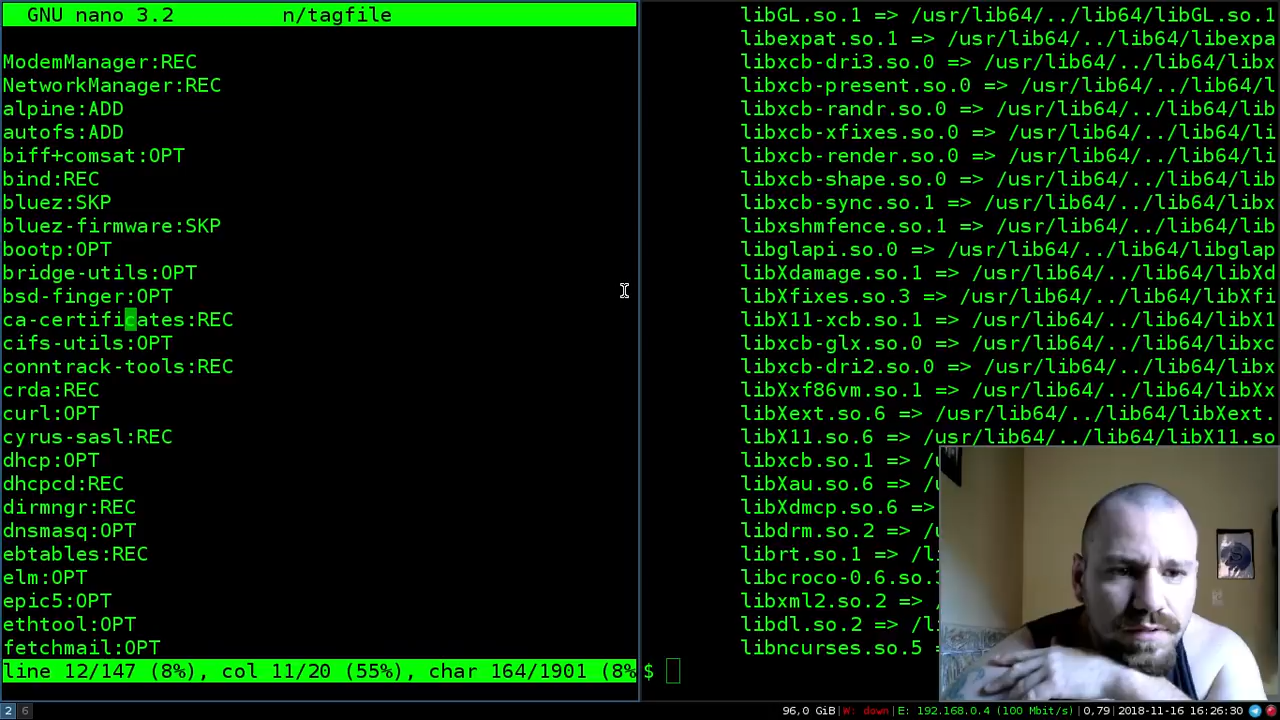 GNU nano 3.2 n/tagfile
ModemManager:REC
NetworkManager:REC
alpine:ADD
autofs:ADD
biff+comsat:OPT
bind:REC
bluez:SKP
bluez-firmware:SKP
bootp:OPT
bridge-utils:OPT
bsd-finger:OPT
ca-certificates:REC
cifs-utils:OPT
conntrack-tools:REC
crda:REC
curl:OPT
cyrus-sasl:REC
dhcp:OPT
dhcpcd:REC
dirmngr:REC
dnsmasq:OPT
ebtables:REC
elm:OPT
epic5:OPT
ethtool:OPT
fetchmail:OPT
line 12/147 (8%), col 11/20 (55%), char 164/1901 (8%
libGL.so.1 => /usr/lib64/../lib64/libGL.so.1
libexpat.so.1 => /usr/lib64/../lib64/libexpa
libxcb-dri3.so.0 => /usr/lib64/../lib64/libx
libxcb-present.so.0 => /usr/lib64/../lib64/l
libxcb-randr.so.0 => /usr/lib64/../lib64/lib
libxcb-xfixes.so.0 => /usr/lib64/../lib64/li
libxcb-render.so.0 => /usr/lib64/../lib64/li
libxcb-shape.so.0 => /usr/lib64/../lib64/lib
libxcb-sync.so.1 => /usr/lib64/../lib64/libx
libxshmfence.so.1 => /usr/lib64/../lib64/lib
libglapi.so.0 => /usr/lib64/../lib64/libglap
libXdamage.so.1 => /usr/lib64/../lib64/libXd
libXfixes.so.3 => /usr/lib64/../lib64/libXfi
libX11-xcb.so.1 => /usr/lib64/../lib64/libX1
libxcb-glx.so.0 => /usr/lib64/../lib64/libxc
libxcb-dri2.so.0 => /usr/lib64/../lib64/libx
libXxf86vm.so.1 => /usr/lib64/../lib64/libXx
libXext.so.6 => /usr/lib64/../lib64/libXext.
libX11.so.6 => /usr/lib64/../lib64/libX11.so
libxcb.so.1 => /u
libXau.so.6 => /u
libXdmcp.so.6 =>
libdrm.so.2 => /u
librt.so.1 => /l
libcroco-0.6.so.
libxml2.so.2 => /
libdl.so.2 => /l
libncurses.so.5 =
$
2 6 96,0 GiB|W: down|E: 192.168.0.4 (100 Mbit/s)|0,79|2018-11-16 16:26:30